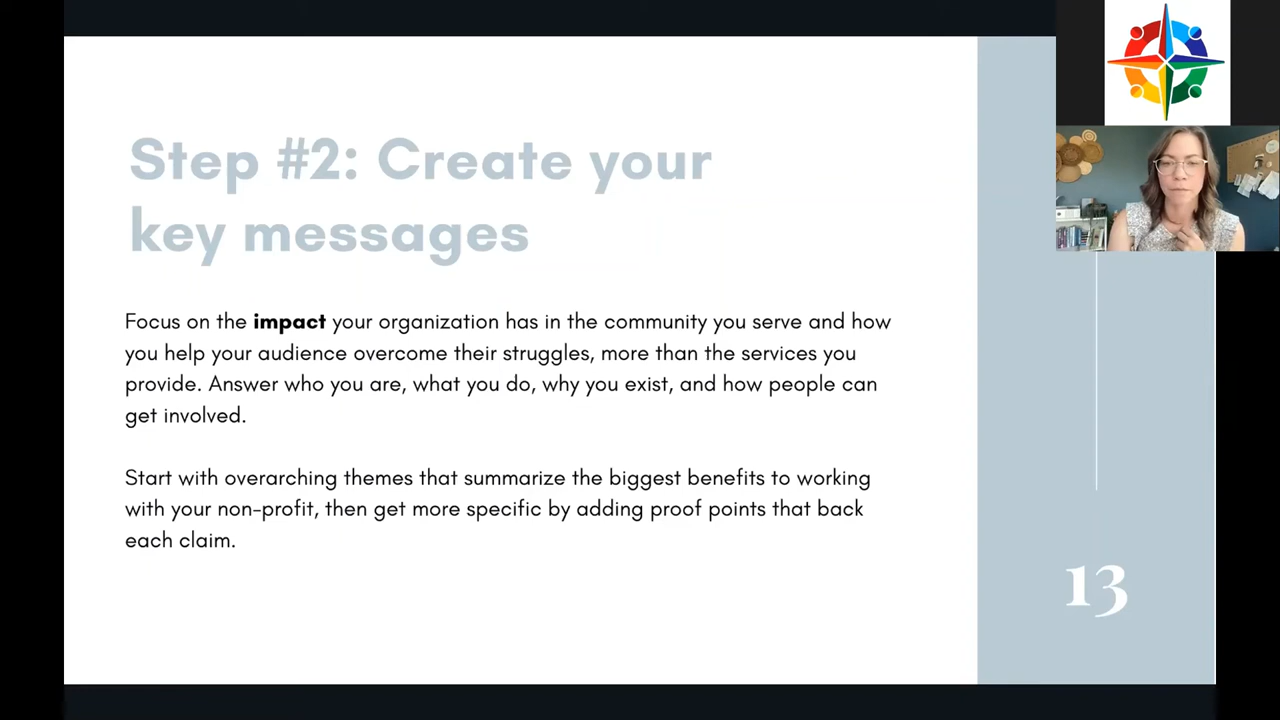 Step #2: Create your
key messages
Focus on the impact your organization has in the community you serve and how
you help your audience overcome their struggles, more than the services you
provide. Answer who you are, what you do, why you exist, and how people can
get involved.
Start with overarching themes that summarize the biggest benefits to working
with your non-profit, then get more specific by adding proof points that back
each claim.
13